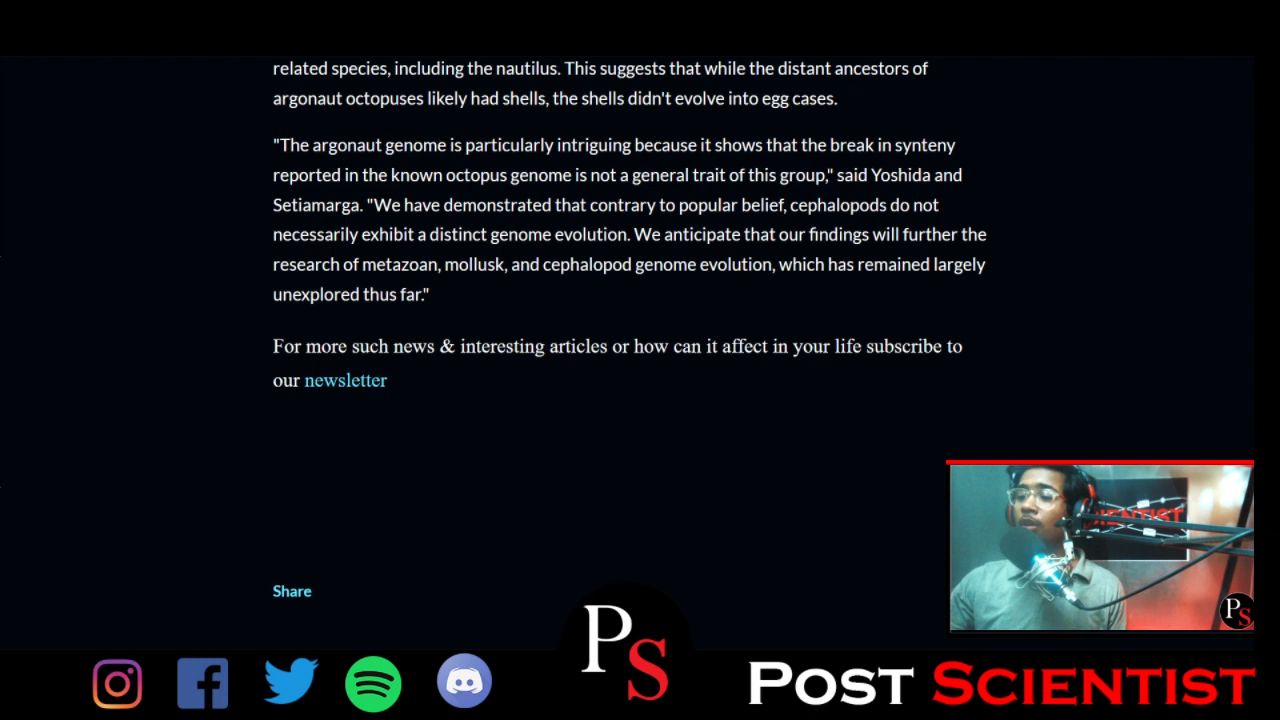 related species, including the nautilus. This suggests that while the distant ancestors of
argonaut octopuses likely had shells, the shells didn't evolve into egg cases.
"The argonaut genome is particularly intriguing because it shows that the break in synteny
reported in the known octopus genome is not a general trait of this group," said Yoshida and
Setiamarga. "We have demonstrated that contrary to popular belief, cephalopods do not
necessarily exhibit a distinct genome evolution. We anticipate that our findings will further the
research of metazoan, mollusk, and cephalopod genome evolution, which has remained largely
unexplored thus far."
For more such news & interesting articles or how can it affect in your life subscribe to
our newsletter
Share
PS
PS
POST SCIENTIST